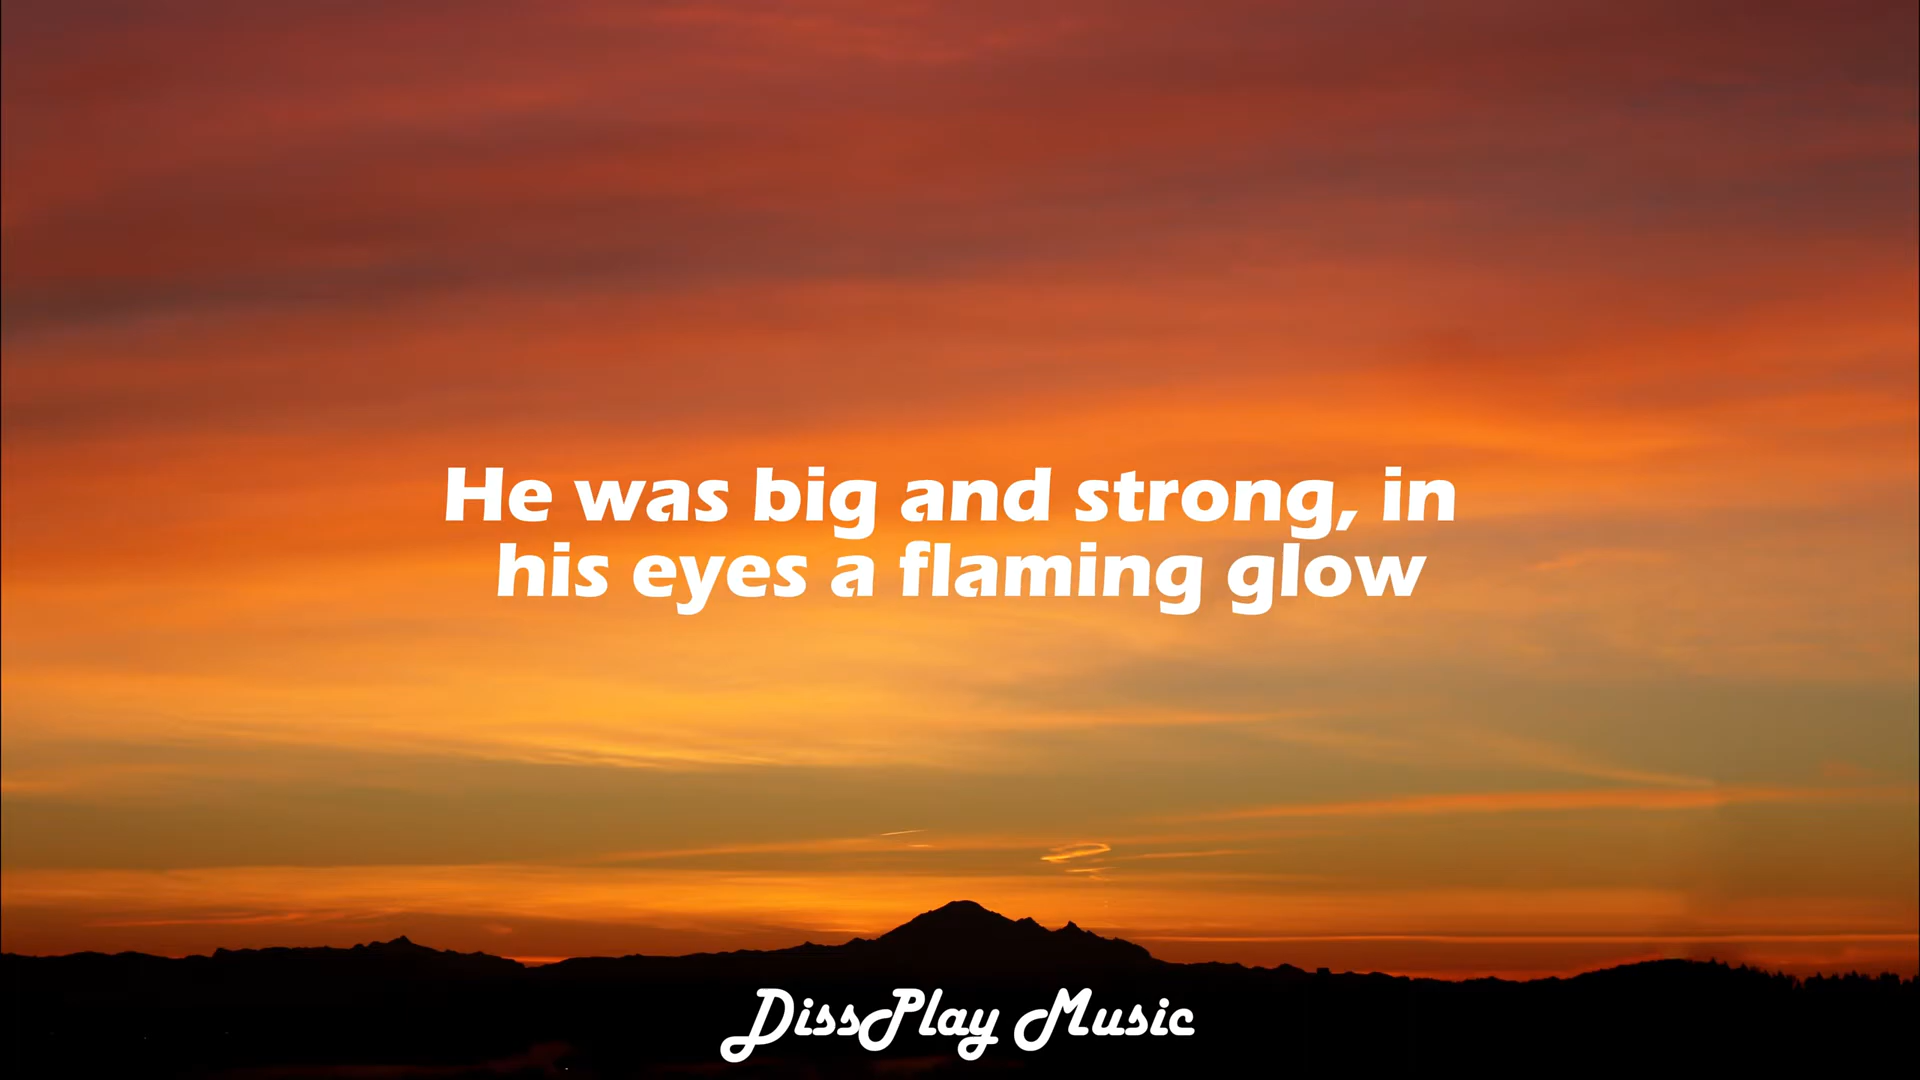 He was big and strong, in
his eyes a flaming glow
DissPlay Music